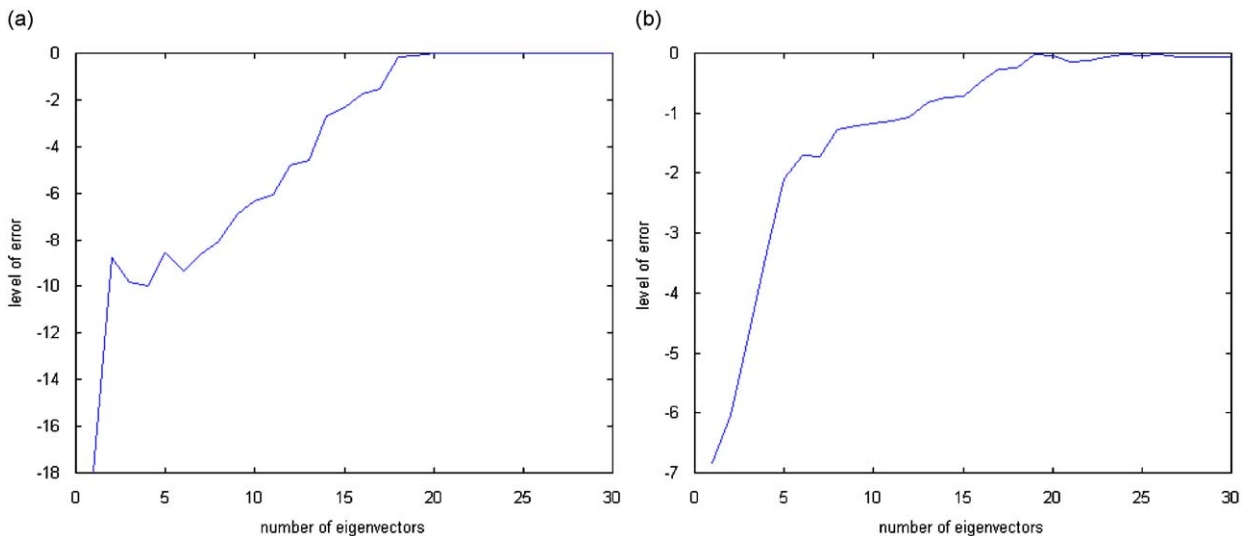 (a)
0
-2
-4
-6
-8
-10
-12
-14
-16
-18
level of error
0 5 10 15 20 25 30
number of eigenvectors
(b)
0
-1
-2
-3
-4
-5
-6
-7
level of error
0 5 10 15 20 25 30
number of eigenvectors